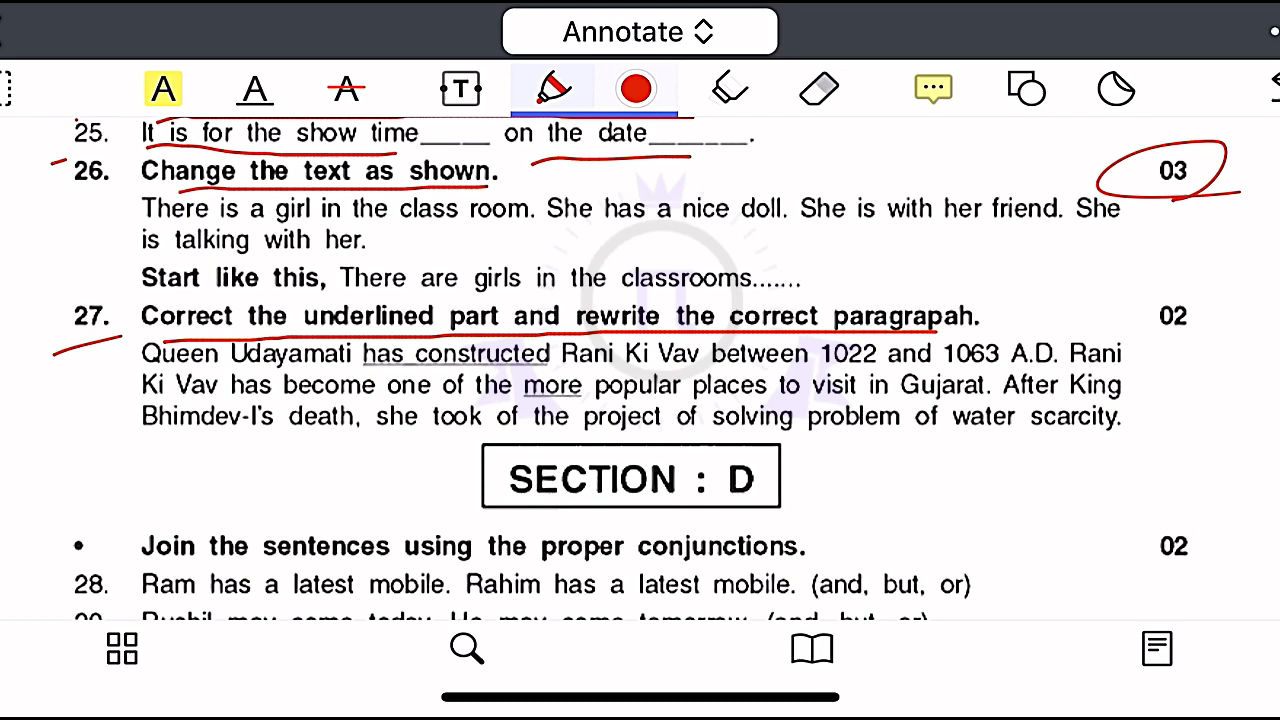 Annotate
A A A T
25. It is for the show time_____ on the date_______.
26. Change the text as shown. 03
There is a girl in the class room. She has a nice doll. She is with her friend. She
is talking with her.
Start like this, There are girls in the classrooms.......
27. Correct the underlined part and rewrite the correct paragrapah. 02
Queen Udayamati has constructed Rani Ki Vav between 1022 and 1063 A.D. Rani
Ki Vav has become one of the more popular places to visit in Gujarat. After King
Bhimdev-I's death, she took of the project of solving problem of water scarcity.
SECTION : D
• Join the sentences using the proper conjunctions. 02
28. Ram has a latest mobile. Rahim has a latest mobile. (and, but, or)